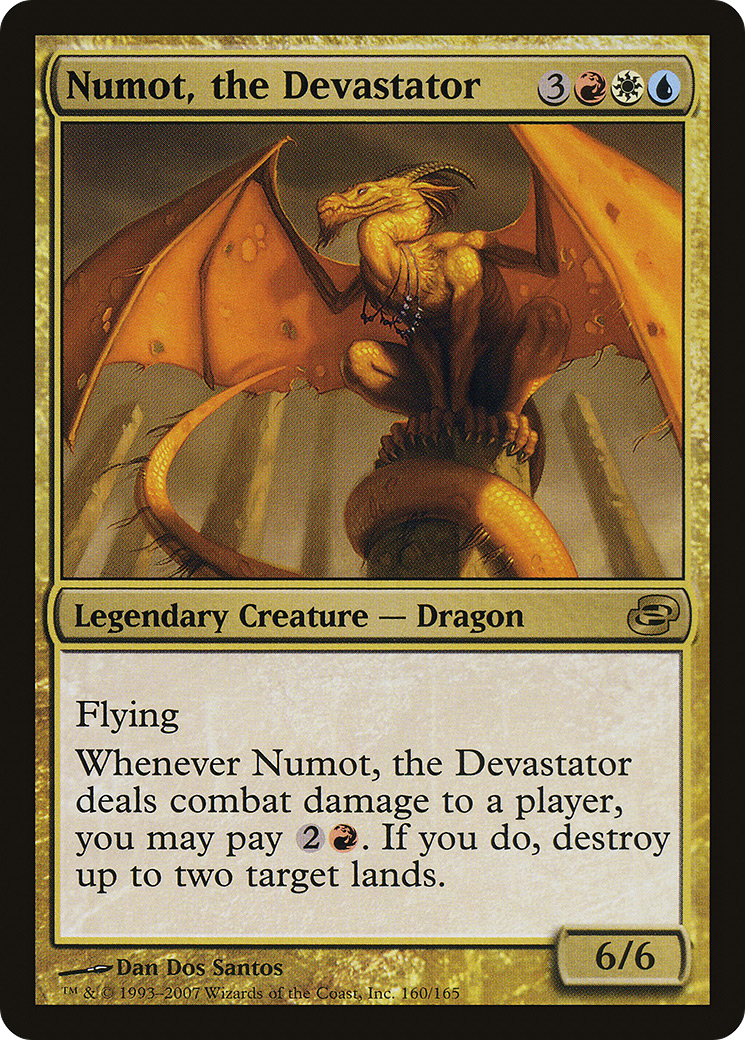 Numot, the Devastator 3
Legendary Creature — Dragon
Flying
Whenever Numot, the Devastator
deals combat damage to a player,
you may pay 2 . If you do, destroy
up to two target lands.
6/6
Dan Dos Santos
™ & © 1993–2007 Wizards of the Coast, Inc. 160/165